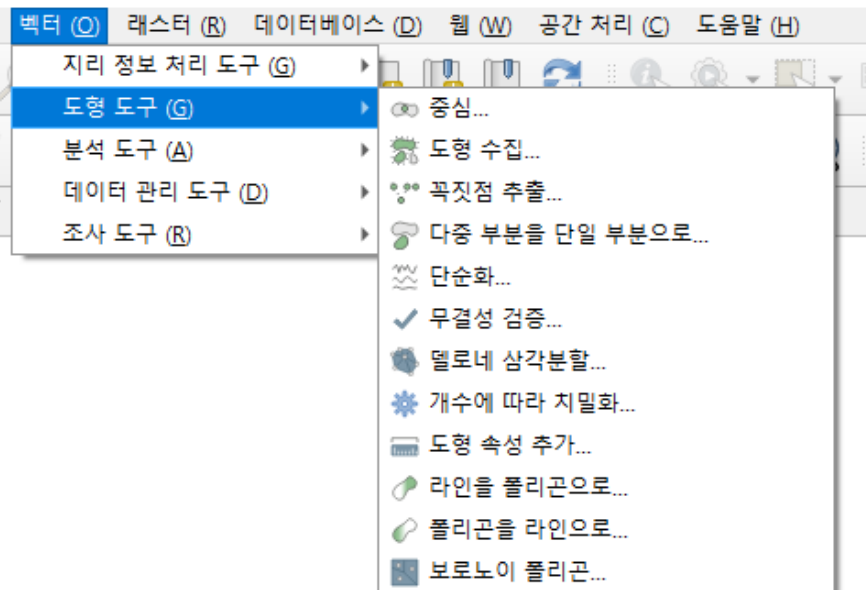 벡터 (O) 래스터 (R) 데이터베이스 (D) 웹 (W) 공간 처리 (C) 도움말 (H)
지리 정보 처리 도구 (G)
도형 도구 (G)
분석 도구 (A)
데이터 관리 도구 (D)
조사 도구 (R)
중심...
도형 수집...
꼭짓점 추출...
다중 부분을 단일 부분으로...
단순화...
무결성 검증...
델로네 삼각분할...
개수에 따라 치밀화...
도형 속성 추가...
라인을 폴리곤으로...
폴리곤을 라인으로...
보로노이 폴리곤...